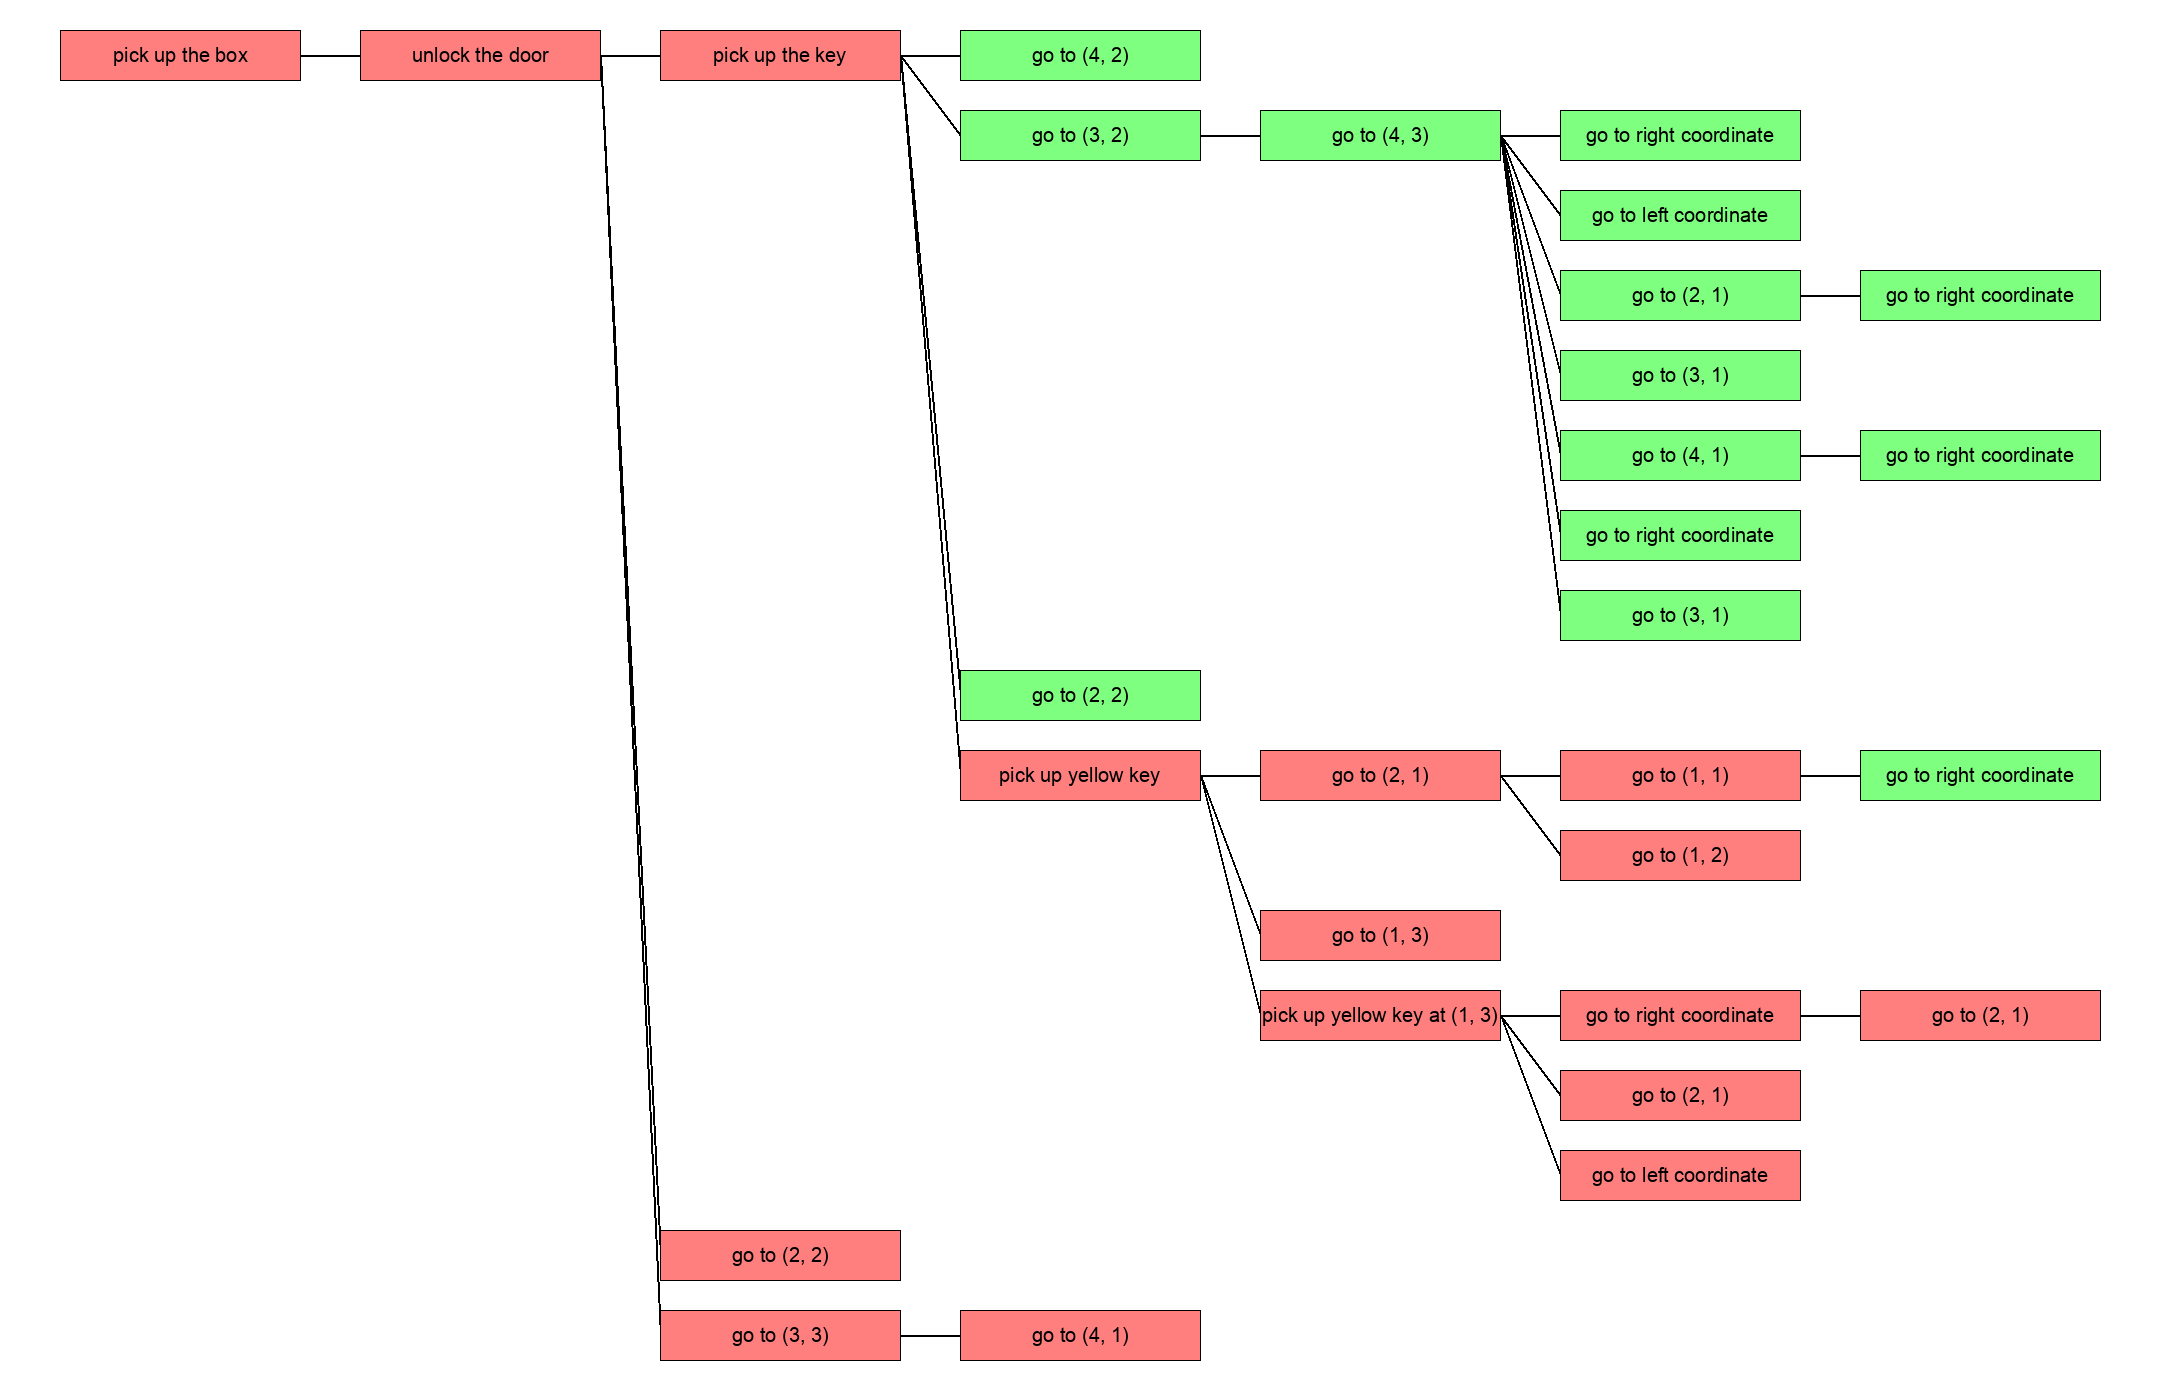 pick up the box
unlock the door
pick up the key
go to (4, 2)
go to (3, 2)
go to (4, 3)
go to right coordinate
go to left coordinate
go to (2, 1)
go to right coordinate
go to (3, 1)
go to (4, 1)
go to right coordinate
go to right coordinate
go to (3, 1)
go to (2, 2)
pick up yellow key
go to (2, 1)
go to (1, 1)
go to right coordinate
go to (1, 2)
go to (1, 3)
pick up yellow key at (1, 3)
go to right coordinate
go to (2, 1)
go to (2, 1)
go to left coordinate
go to (2, 2)
go to (3, 3)
go to (4, 1)